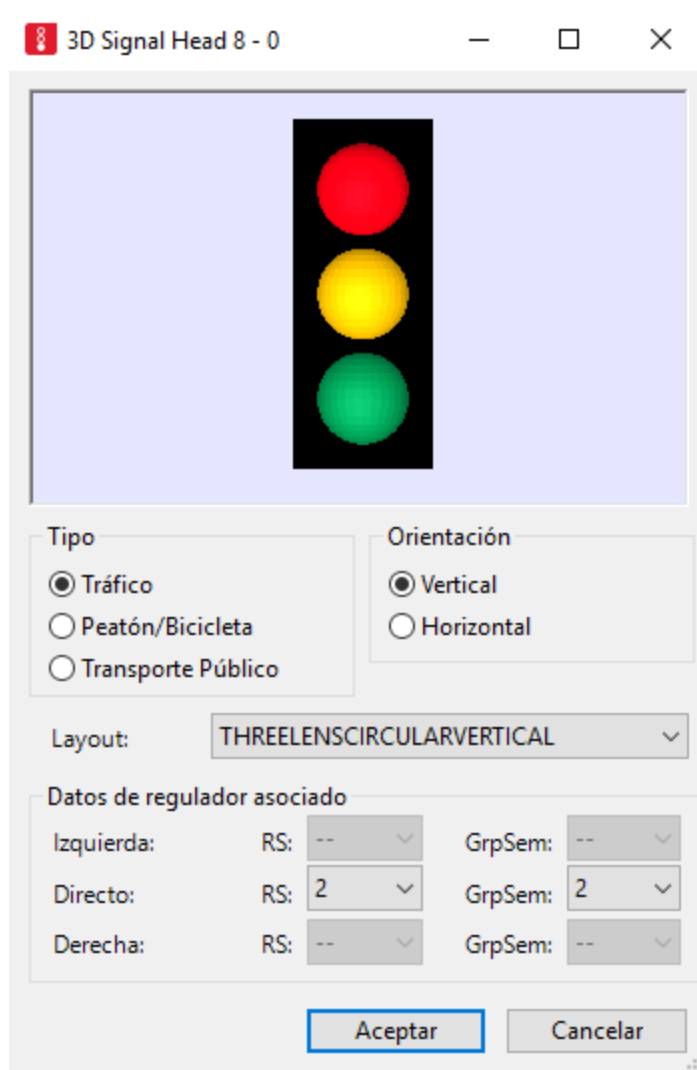 3D Signal Head 8 - 0
Tipo
Orientación
Tráfico
Vertical
Peatón/Bicicleta
Horizontal
Transporte Público
Layout: THREELENSCIRCULARVERTICAL
Datos de regulador asociado
Izquierda: RS: -- GrpSem: --
Directo: RS: 2 GrpSem: 2
Derecha: RS: -- GrpSem: --
Aceptar Cancelar